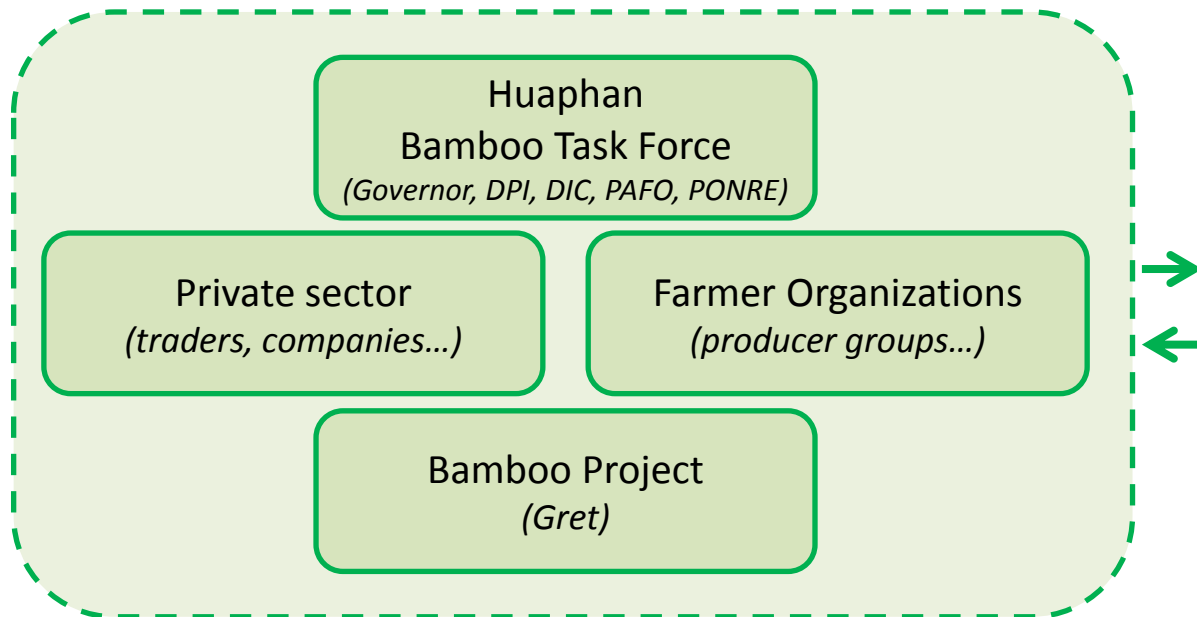 Huaphan
Bamboo Task Force
(Governor, DPI, DIC, PAFO, PONRE)
Private sector
(traders, companies…)
Farmer Organizations
(producer groups…)
Bamboo Project
(Gret)